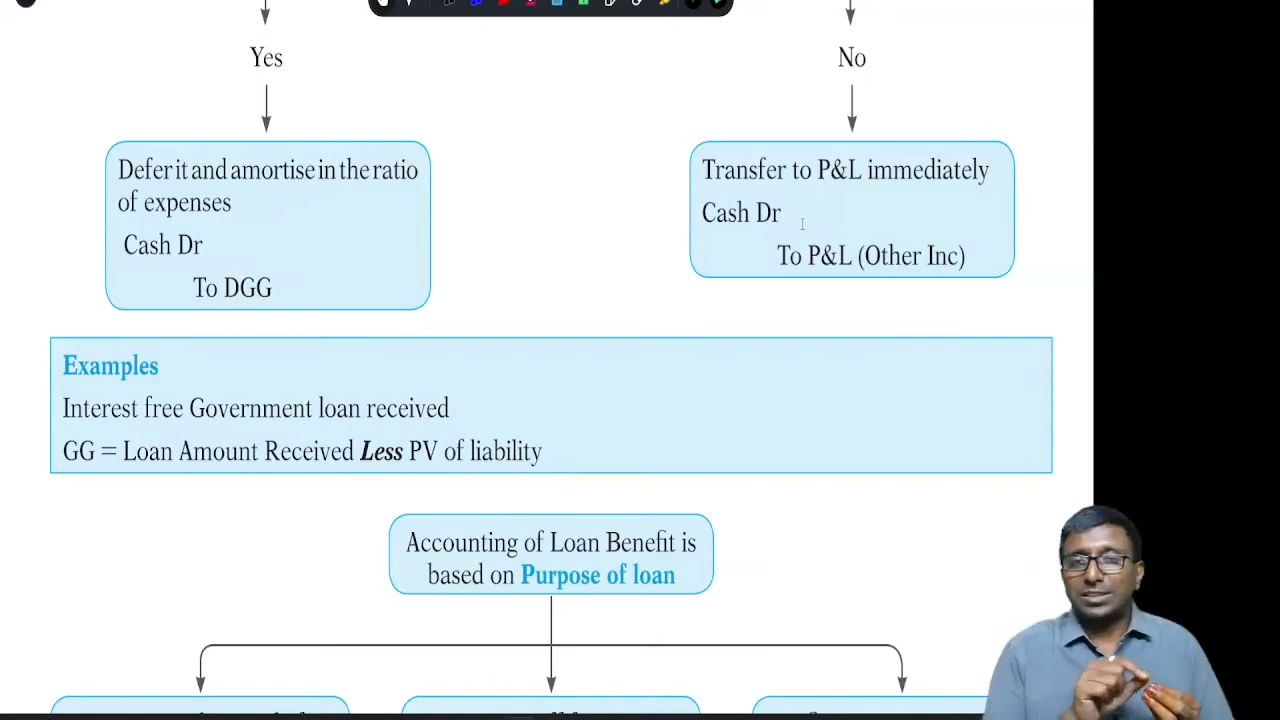 Yes
No
Defer it and amortise in the ratio
of expenses
Cash Dr
To DGG
Transfer to P&L immediately
Cash Dr
To P&L (Other Inc)
Examples
Interest free Government loan received
GG = Loan Amount Received Less PV of liability
Accounting of Loan Benefit is
based on Purpose of loan